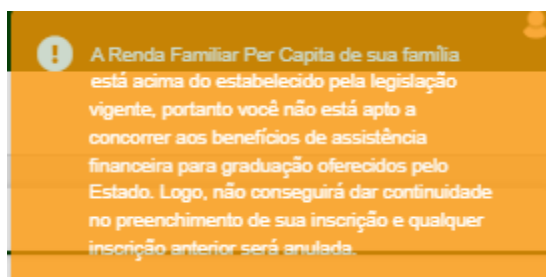 A Renda Familiar Per Capita de sua família
está acima do estabelecido pela legislação
vigente, portanto você não está apto a
concorrer aos benefícios de assistência
financeira para graduação oferecidos pelo
Estado. Logo, não conseguirá dar continuidade
no preenchimento de sua inscrição e qualquer
inscrição anterior será anulada.